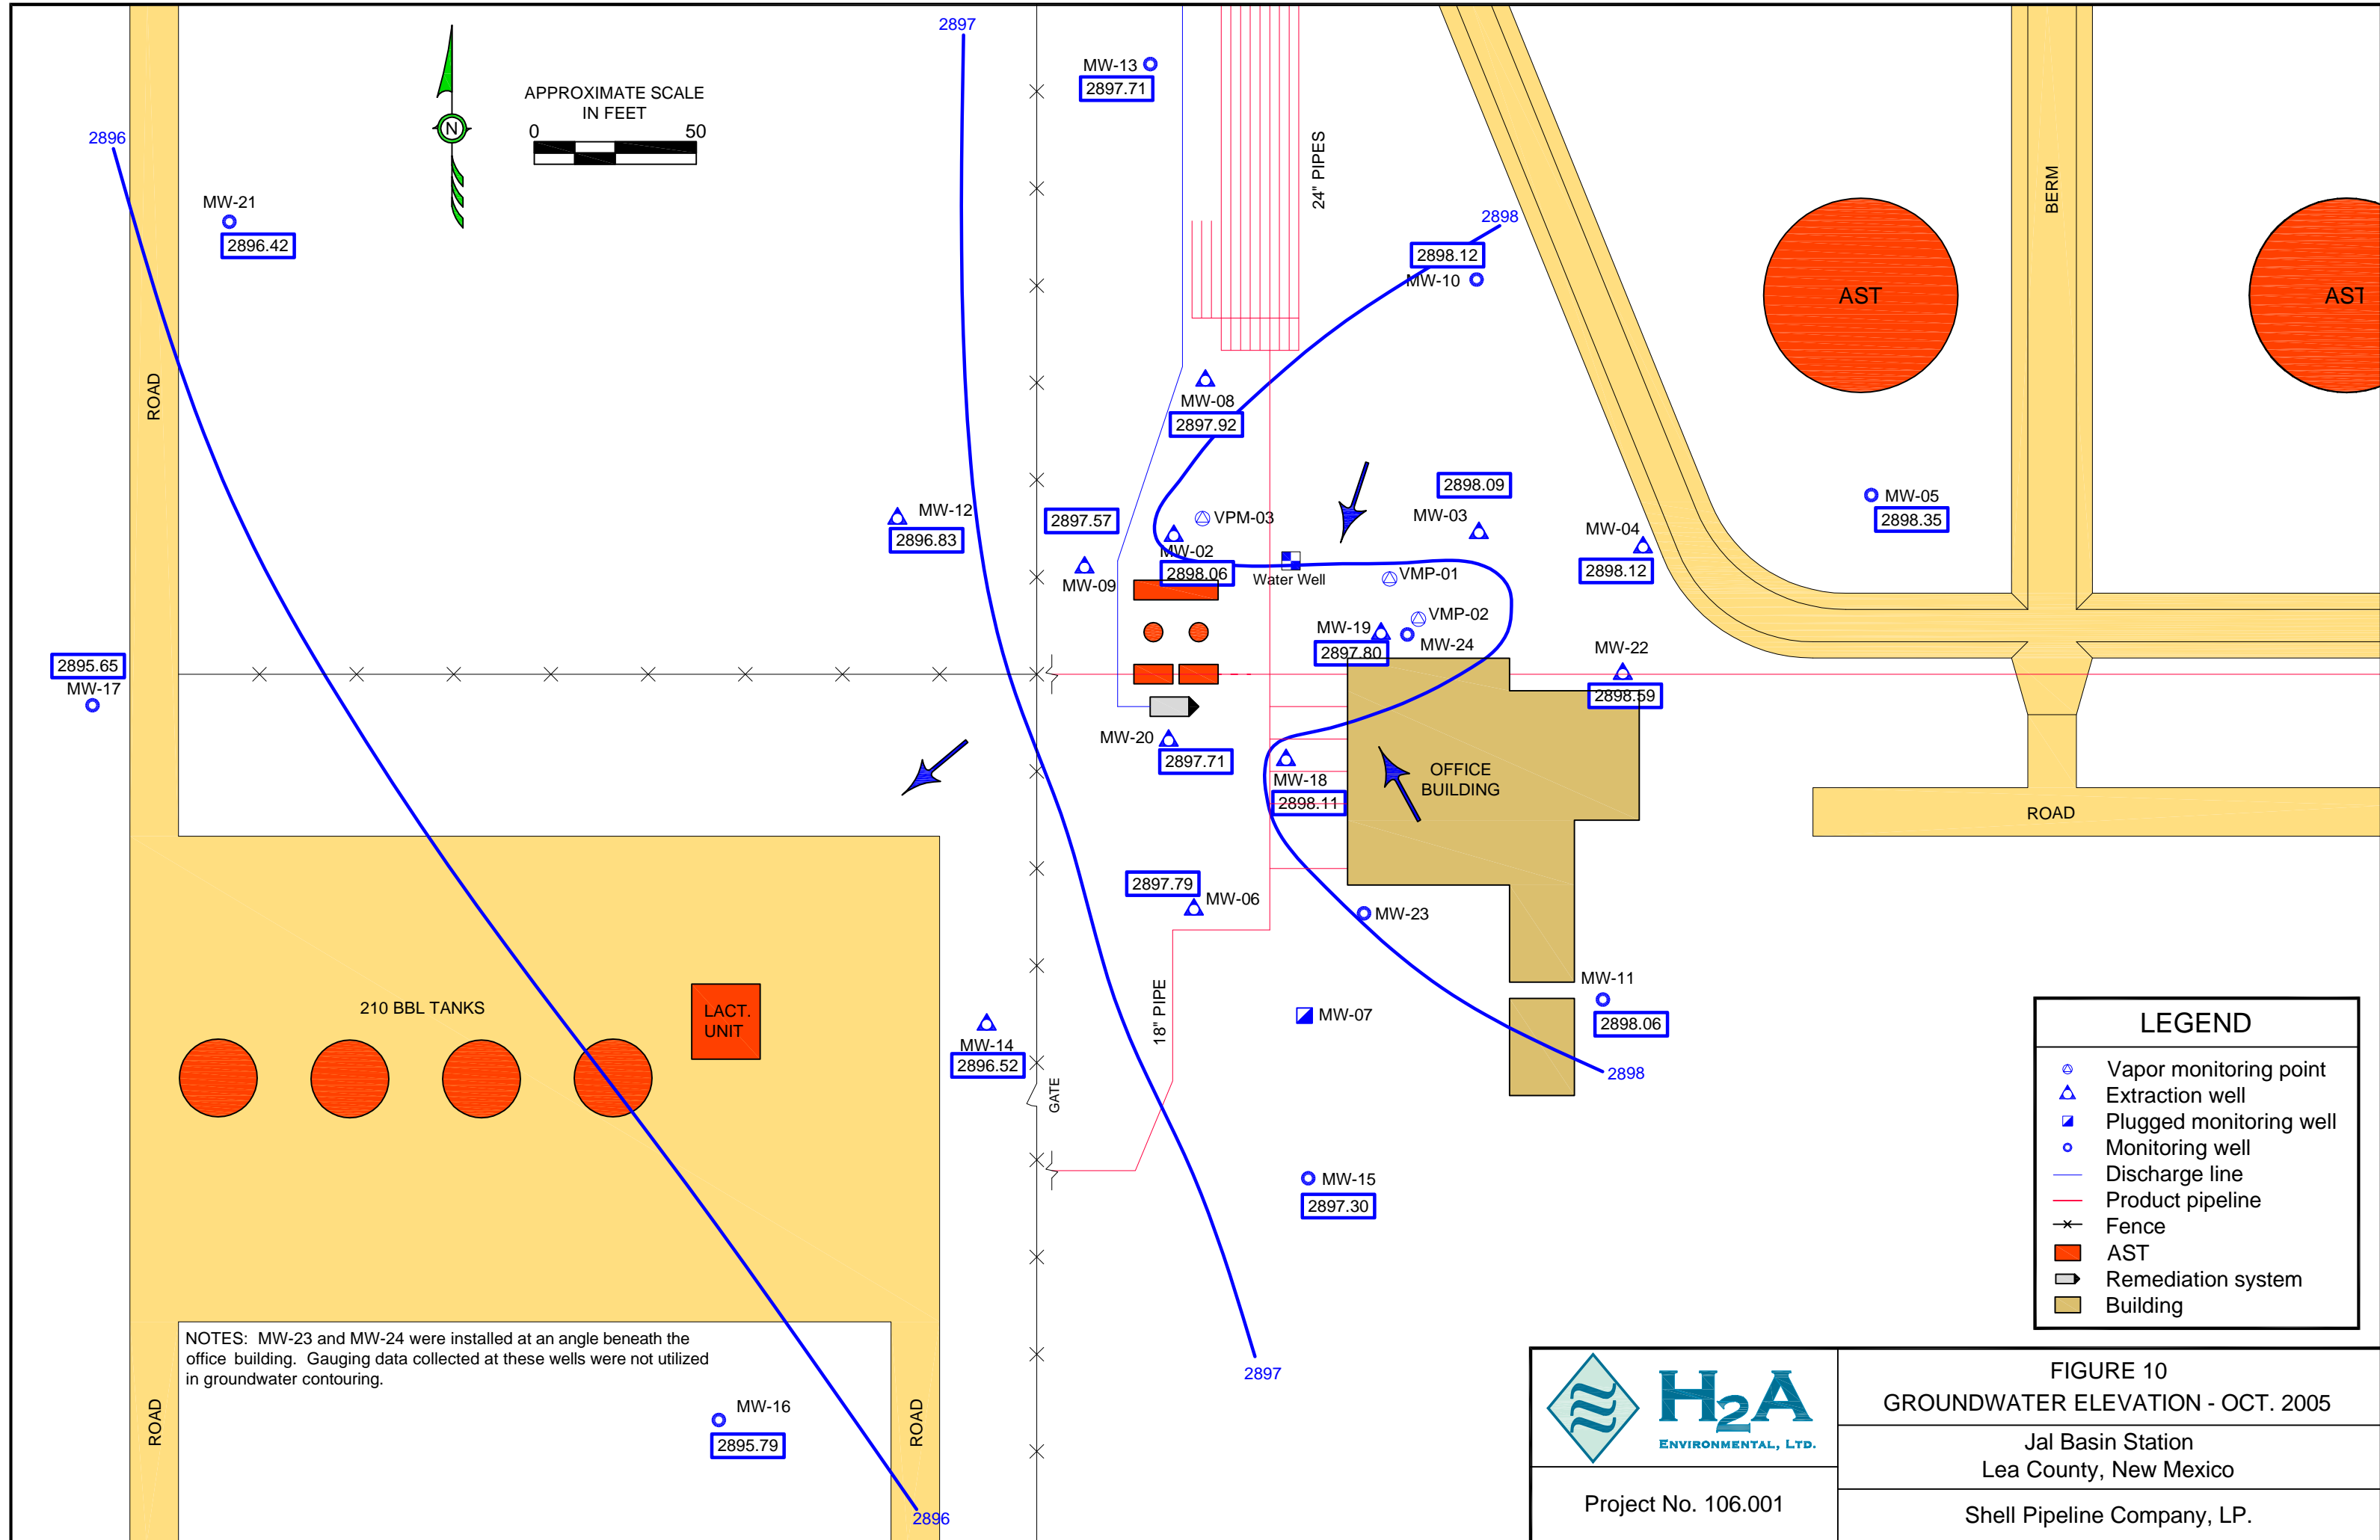 2897
MW-13
2897.71
APPROXIMATE SCALE
IN FEET
0 50
2896
N
24" PIPES
BERM
MW-21
2896.42
2898
2898.12
MW-10
AST
AST
ROAD
MW-08
2897.92
2898.09
MW-03
MW-05
2898.35
MW-12
2896.83
2897.57
VPM-03
MW-04
2898.12
MW-02
2898.06
Water Well
MW-09
VMP-01
VMP-02
MW-19
2897.80
MW-24
MW-22
2898.59
2895.65
MW-17
MW-20
2897.71
MW-18
2898.11
OFFICE
BUILDING
ROAD
2897.79
MW-06
MW-23
MW-11
2898.06
210 BBL TANKS
LACT.
UNIT
18" PIPE
MW-07
MW-14
2896.52
GATE
2898
MW-15
2897.30
LEGEND
Vapor monitoring point
Extraction well
Plugged monitoring well
Monitoring well
Discharge line
Product pipeline
Fence
AST
Remediation system
Building
NOTES: MW-23 and MW-24 were installed at an angle beneath the
office building. Gauging data collected at these wells were not utilized
in groundwater contouring.
2897
ROAD
MW-16
2895.79
ROAD
2896
H2A
ENVIRONMENTAL, LTD.
Project No. 106.001
FIGURE 10
GROUNDWATER ELEVATION - OCT. 2005
Jal Basin Station
Lea County, New Mexico
Shell Pipeline Company, LP.